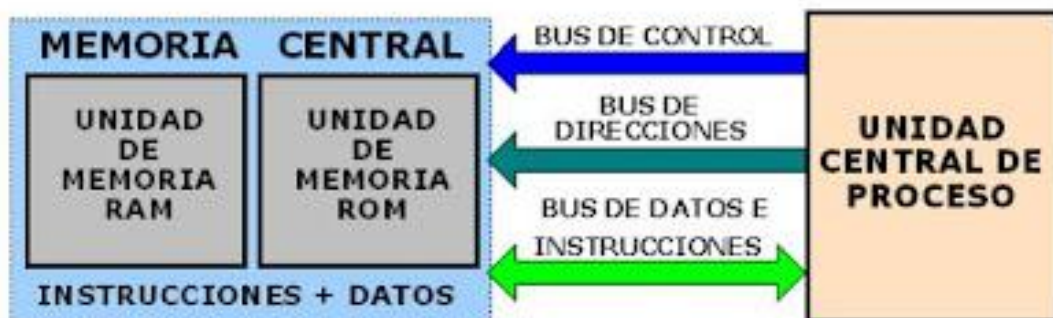 MEMORIA CENTRAL
UNIDAD
DE
MEMORIA
RAM
UNIDAD
DE
MEMORIA
ROM
INSTRUCCIONES + DATOS
BUS DE CONTROL
BUS DE
DIRECCIONES
BUS DE DATOS E
INSTRUCCIONES
UNIDAD
CENTRAL DE
PROCESO